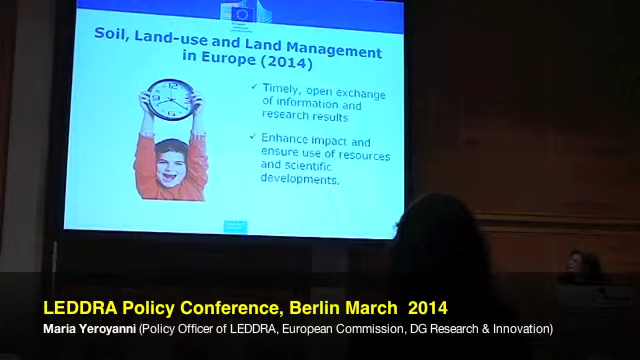 Soil, Land-use and Land Management
in Europe (2014)
✓ Timely, open exchange
of information and
research results
✓ Enhance impact and
ensure use of resources
and scientific
developments.
LEDDRA Policy Conference, Berlin March 2014
Maria Yeroyanni (Policy Officer of LEDDRA, European Commission, DG Research & Innovation)